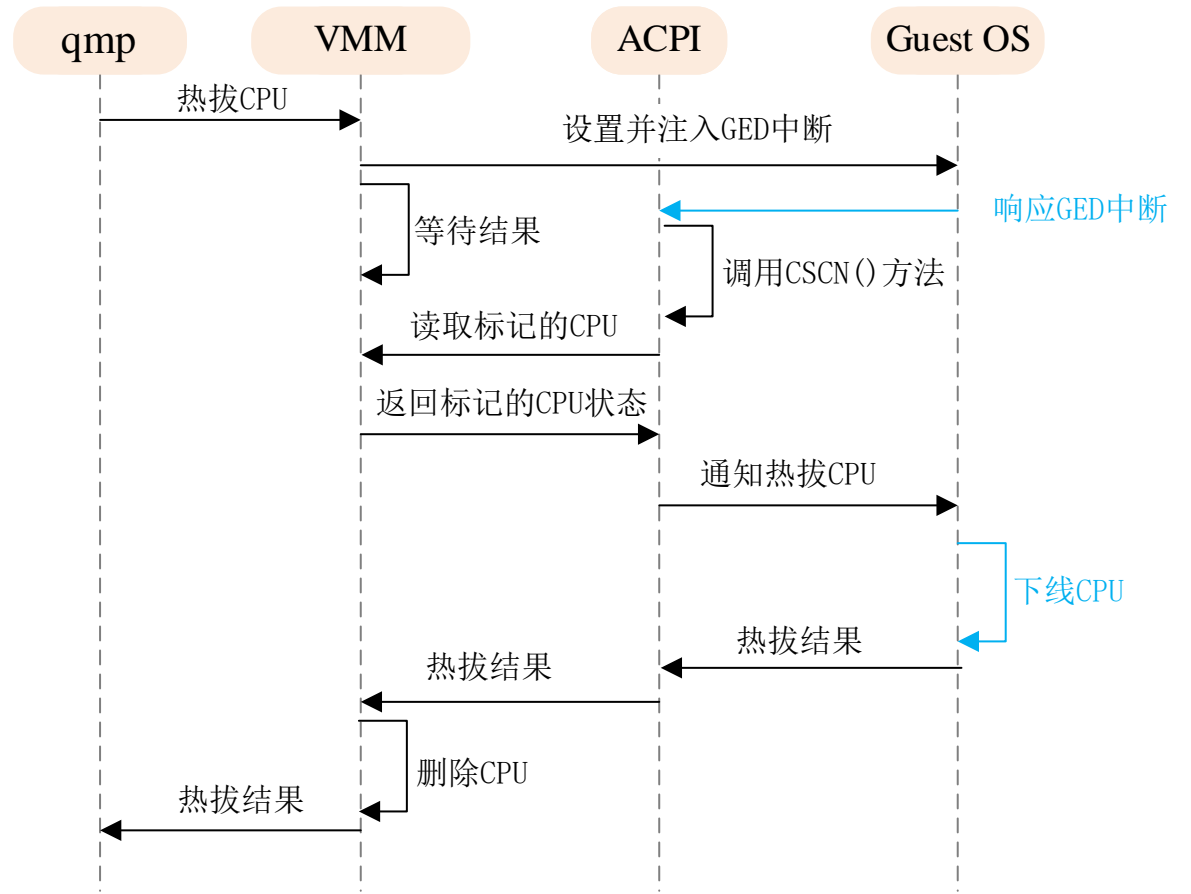 qmp
VMM
ACPI
Guest OS
热拔CPU
设置并注入GED中断
响应GED中断
等待结果
调用CSCN()方法
读取标记的CPU
返回标记的CPU状态
通知热拔CPU
下线CPU
热拔结果
热拔结果
删除CPU
热拔结果